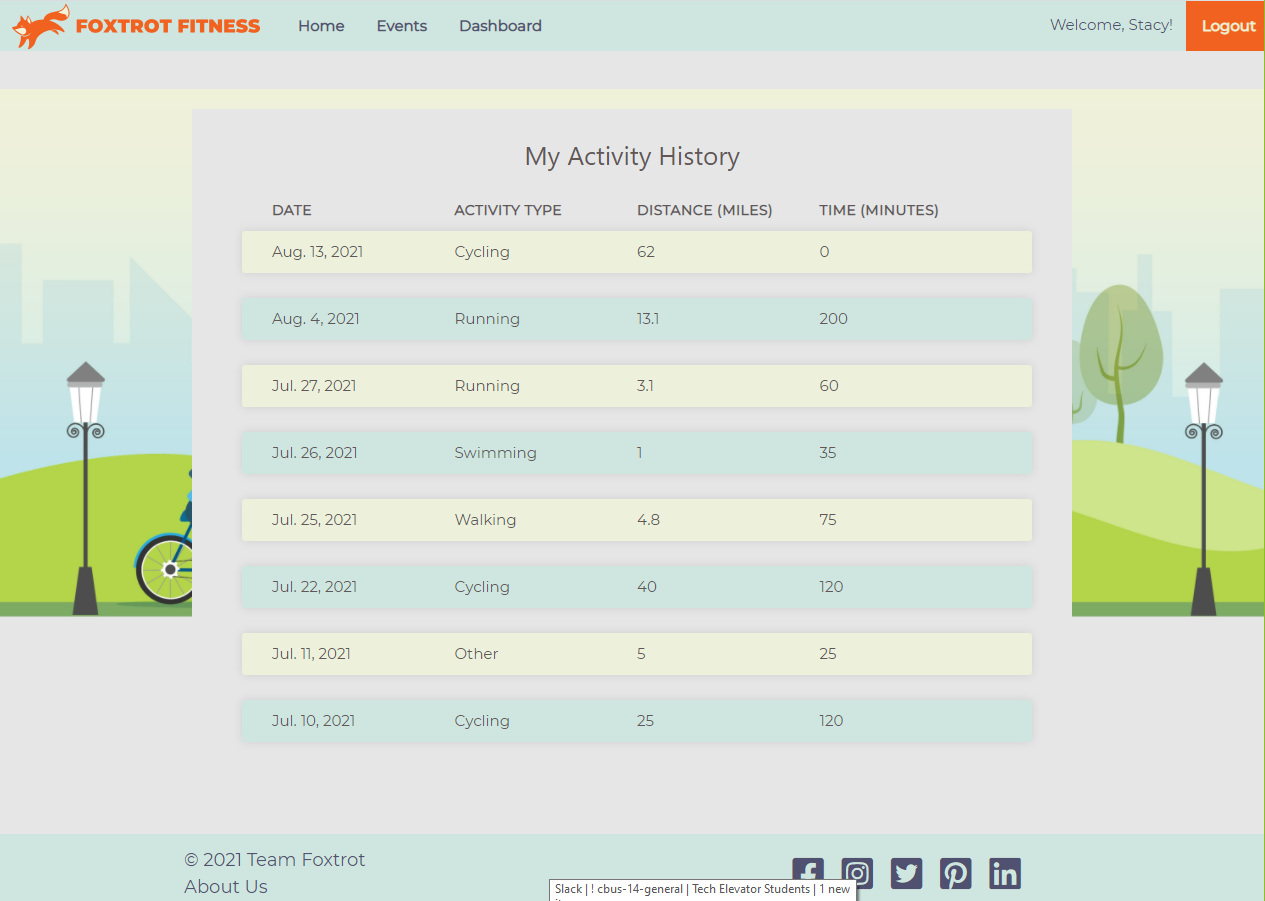 FOXTROT FITNESS Home Events Dashboard Welcome, Stacy! Logout
My Activity History
DATE ACTIVITY TYPE DISTANCE (MILES) TIME (MINUTES)
Aug. 13, 2021 Cycling 62 0
Aug. 4, 2021 Running 13.1 200
Jul. 27, 2021 Running 3.1 60
Jul. 26, 2021 Swimming 1 35
Jul. 25, 2021 Walking 4.8 75
Jul. 22, 2021 Cycling 40 120
Jul. 11, 2021 Other 5 25
Jul. 10, 2021 Cycling 25 120
© 2021 Team Foxtrot
About Us
Slack | ! cbus-14-general | Tech Elevator Students | 1 new